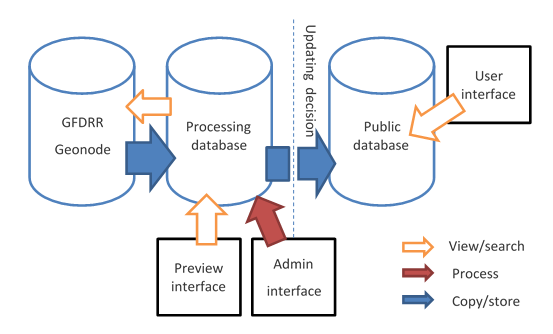 GFDRR
Geonode
Processing
database
Updating decision
Public
database
User
interface
Preview
interface
Admin
interface
View/search
Process
Copy/store